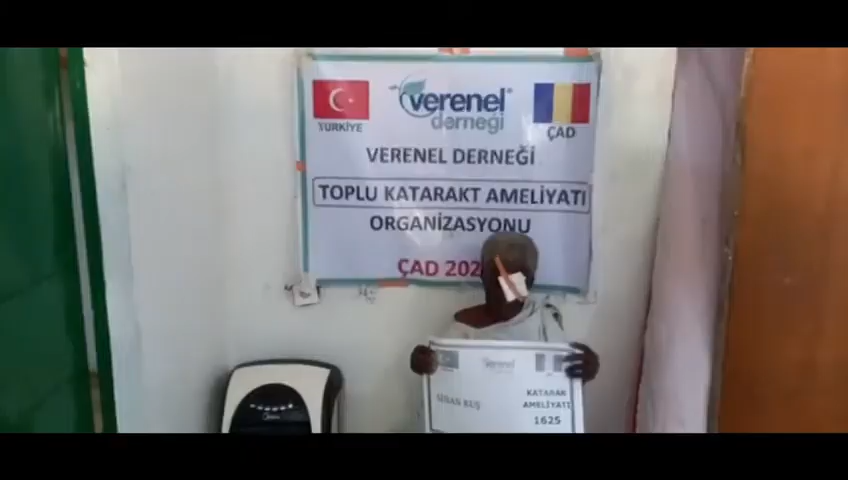 verenel
derneği
TÜRKİYE
ÇAD
VERENEL DERNEĞİ
TOPLU KATARAKT AMELİYATI
ORGANİZASYONU
ÇAD 202
verenel
KATARAK
AMELİYATI
KUŞ
1625